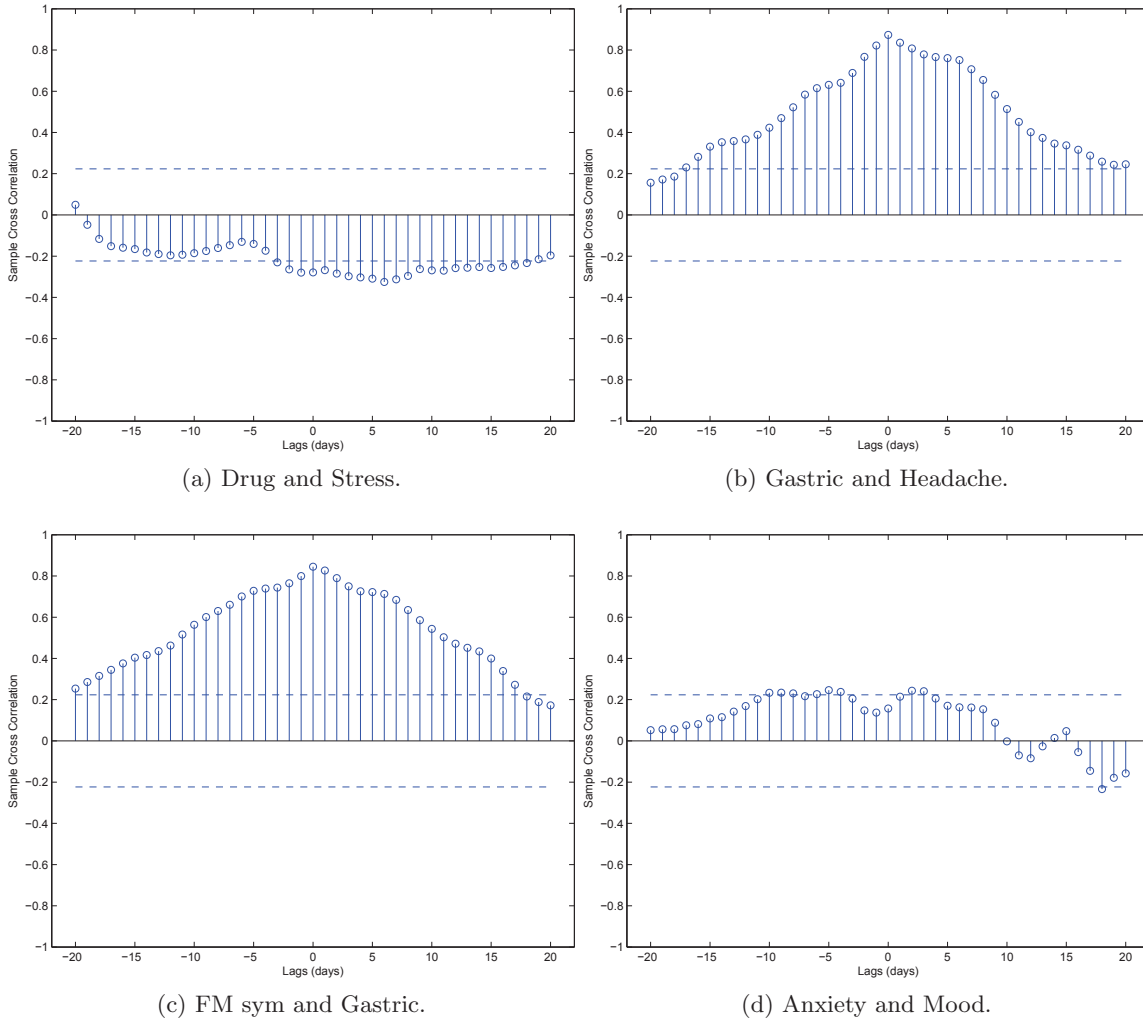 1
0.8
0.6
0.4
0.2
0
−0.2
−0.4
−0.6
−0.8
−1
Sample Cross Correlation
−20 −15 −10 −5 0 5 10 15 20
Lags (days)
(a) Drug and Stress.
1
0.8
0.6
0.4
0.2
0
−0.2
−0.4
−0.6
−0.8
−1
Sample Cross Correlation
−20 −15 −10 −5 0 5 10 15 20
Lags (days)
(b) Gastric and Headache.
1
0.8
0.6
0.4
0.2
0
−0.2
−0.4
−0.6
−0.8
−1
Sample Cross Correlation
−20 −15 −10 −5 0 5 10 15 20
Lags (days)
(c) FM sym and Gastric.
1
0.8
0.6
0.4
0.2
0
−0.2
−0.4
−0.6
−0.8
−1
Sample Cross Correlation
−20 −15 −10 −5 0 5 10 15 20
Lags (days)
(d) Anxiety and Mood.